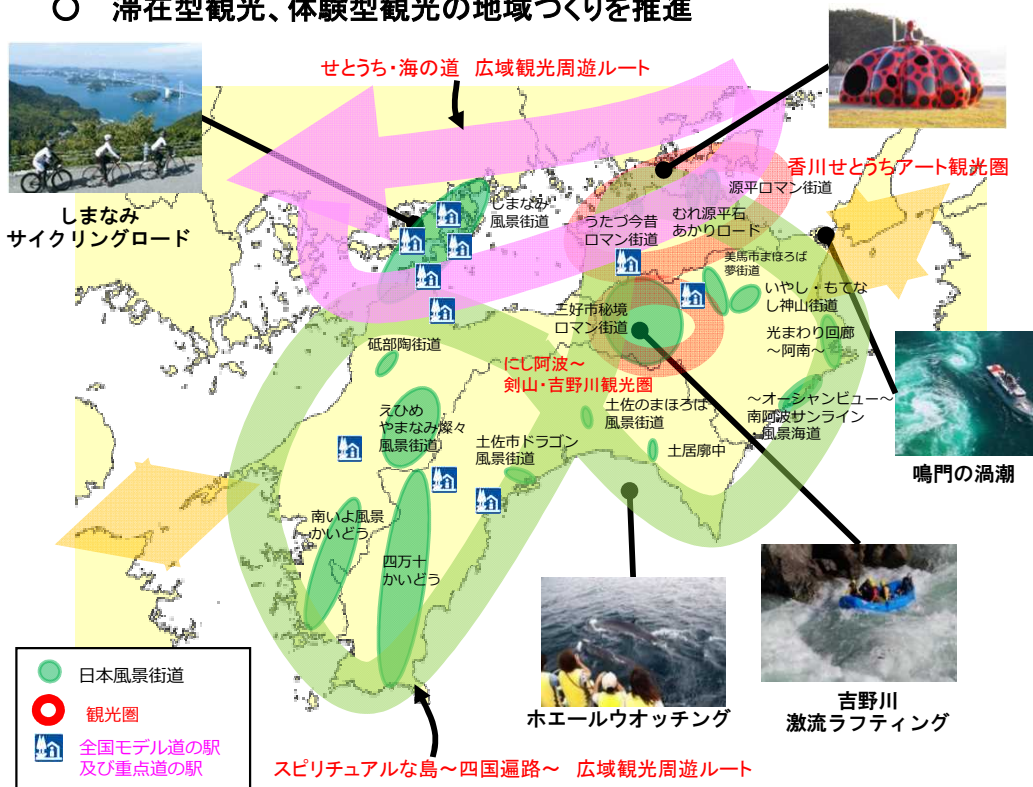 ○ 滞在型観光、体験型観光の地域づくりを推進
せとうち・海の道 広域観光周遊ルート
しまなみ
サイクリングロード
香川せとうちアート観光圏
源平ロマン街道
しまなみ
風景街道
うたづ今昔
ロマン街道
むれ源平石
あかりロード
美馬市まほろば
夢街道
いやし・もてな
し神山街道
三好市秘境
ロマン街道
光まわり回廊
～阿南～
砥部陶街道
にし阿波～
剣山・吉野川観光圏
～オーシャンビュー～
南阿波サンライン
・風景海道
えひめ
やまなみ燦々
風景街道
土佐のまほろば
風景街道
土佐市ドラゴン
風景街道
土居廓中
鳴門の渦潮
南いよ風景
かいどう
四万十
かいどう
日本風景街道
観光圏
全国モデル道の駅
及び重点道の駅
ホエールウオッチング
吉野川
激流ラフティング
スピリチュアルな島～四国遍路～ 広域観光周遊ルート